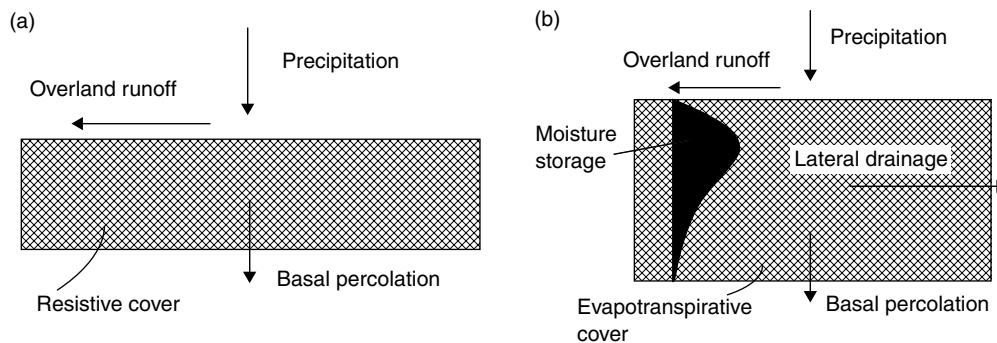 (a)
Precipitation
Overland runoff
Basal percolation
Resistive cover
(b)
Precipitation
Overland runoff
Moisture
storage
Lateral drainage
Basal percolation
Evapotranspirative
cover